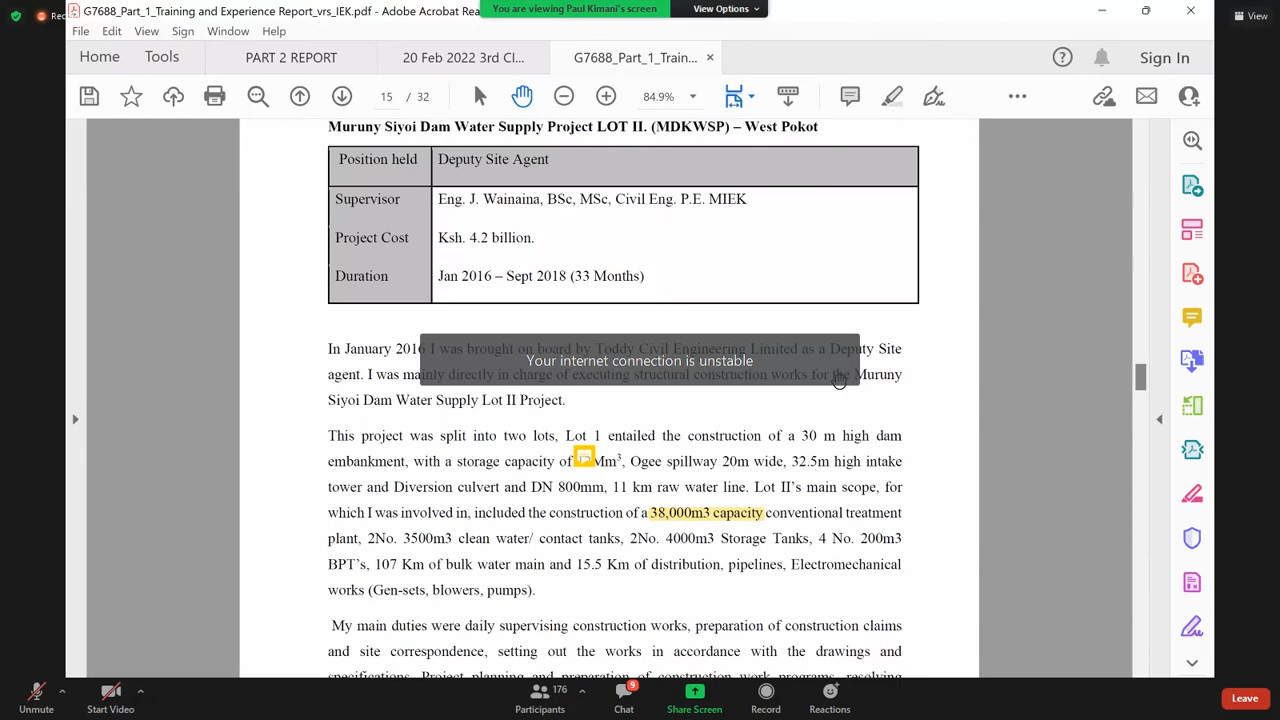 G7688_Part_1_Training and Experience Report_vrs_IEK.pdf - Adobe Acrobat Rea
You are viewing Paul Kimani's screen
View Options
View
File Edit View Sign Window Help
Home Tools PART 2 REPORT 20 Feb 2022 3rd Cl... G7688_Part_1_Train... × Sign In
15 / 32 84.9%
Muruny Siyoi Dam Water Supply Project LOT II. (MDKWSP) – West Pokot
Position held Deputy Site Agent
Supervisor Eng. J. Wainaina, BSc, MSc, Civil Eng. P.E. MIEK
Project Cost Ksh. 4.2 billion.
Duration Jan 2016 – Sept 2018 (33 Months)
In January 2016 I was brought on board by Toddy Civil Engineering Limited as a Deputy Site
Your internet connection is unstable
agent. I was mainly directly in charge of executing structural construction works for the Muruny
Siyoi Dam Water Supply Lot II Project.
This project was split into two lots, Lot 1 entailed the construction of a 30 m high dam
embankment, with a storage capacity of Mm³, Ogee spillway 20m wide, 32.5m high intake
tower and Diversion culvert and DN 800mm, 11 km raw water line. Lot II's main scope, for
which I was involved in, included the construction of a 38,000m3 capacity conventional treatment
plant, 2No. 3500m3 clean water/ contact tanks, 2No. 4000m3 Storage Tanks, 4 No. 200m3
BPT's, 107 Km of bulk water main and 15.5 Km of distribution, pipelines, Electromechanical
works (Gen-sets, blowers, pumps).
My main duties were daily supervising construction works, preparation of construction claims
and site correspondence, setting out the works in accordance with the drawings and
specifications, Project planning and preparation of construction work programs, resolving
Unmute Start Video Participants 176 Chat 9 Share Screen Record Reactions Leave